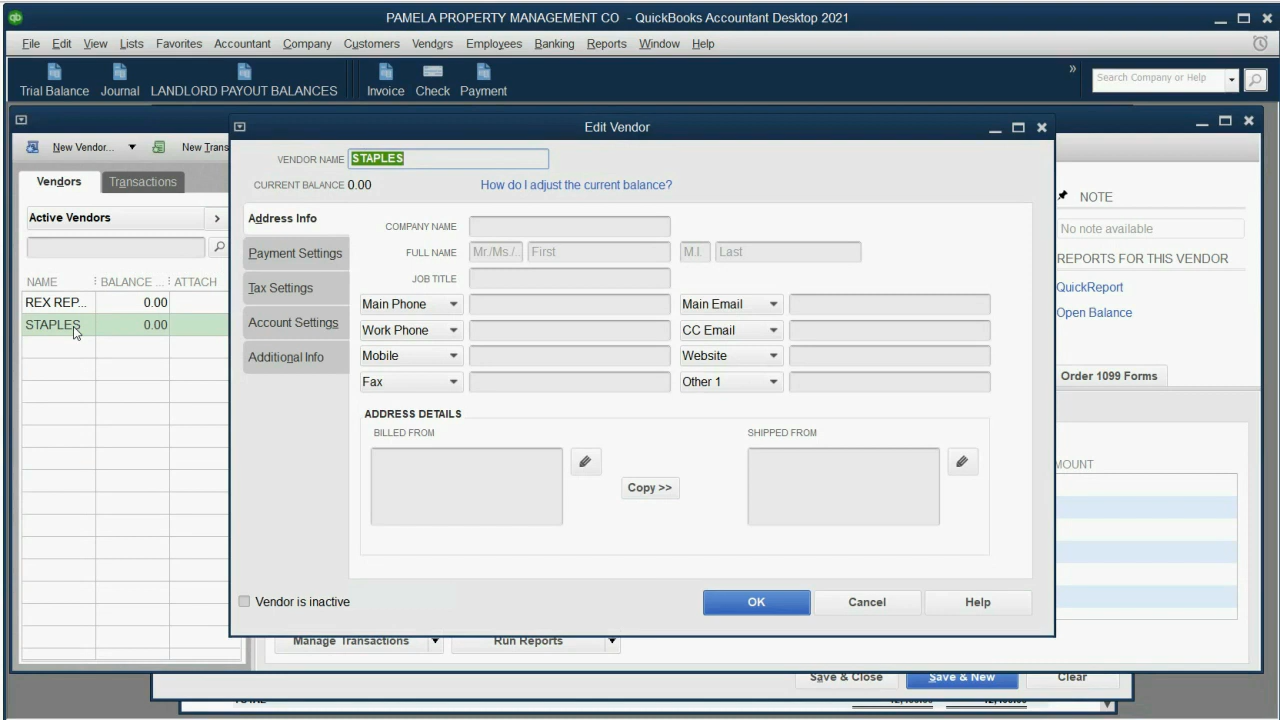 PAMELA PROPERTY MANAGEMENT CO - QuickBooks Accountant Desktop 2021
File Edit View Lists Favorites Accountant Company Customers Vendors Employees Banking Reports Window Help
Trial Balance Journal LANDLORD PAYOUT BALANCES Invoice Check Payment » Search Company or Help
Edit Vendor
New Vendor... New Trans
VENDOR NAME STAPLES
Vendors Transactions
CURRENT BALANCE 0.00 How do I adjust the current balance?
NOTE
Active Vendors
No note available
Address Info
COMPANY NAME
Payment Settings
FULL NAME Mr./Ms./. First M.I. Last
REPORTS FOR THIS VENDOR
NAME BALANCE ... ATTACH
Tax Settings
JOB TITLE
QuickReport
REX REP... 0.00
Main Phone Main Email
Open Balance
STAPLES 0.00
Account Settings
Work Phone CC Email
Additional Info
Mobile Website
Fax Other 1
Order 1099 Forms
ADDRESS DETAILS
BILLED FROM SHIPPED FROM
MOUNT
Copy >>
Vendor is inactive
OK Cancel Help
Manage Transactions Run Reports
Save & Close Save & New Clear